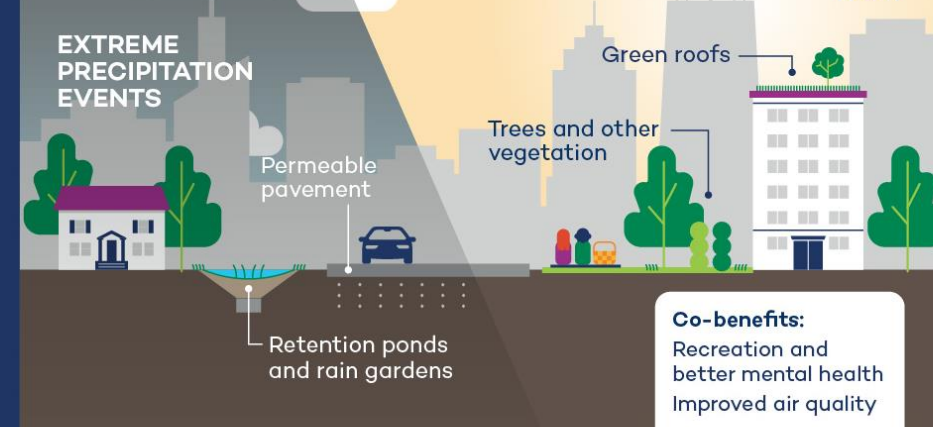 EXTREME
PRECIPITATION
EVENTS
Permeable
pavement
Retention ponds
and rain gardens
Green roofs
Trees and other
vegetation
Co-benefits:
Recreation and
better mental health
Improved air quality